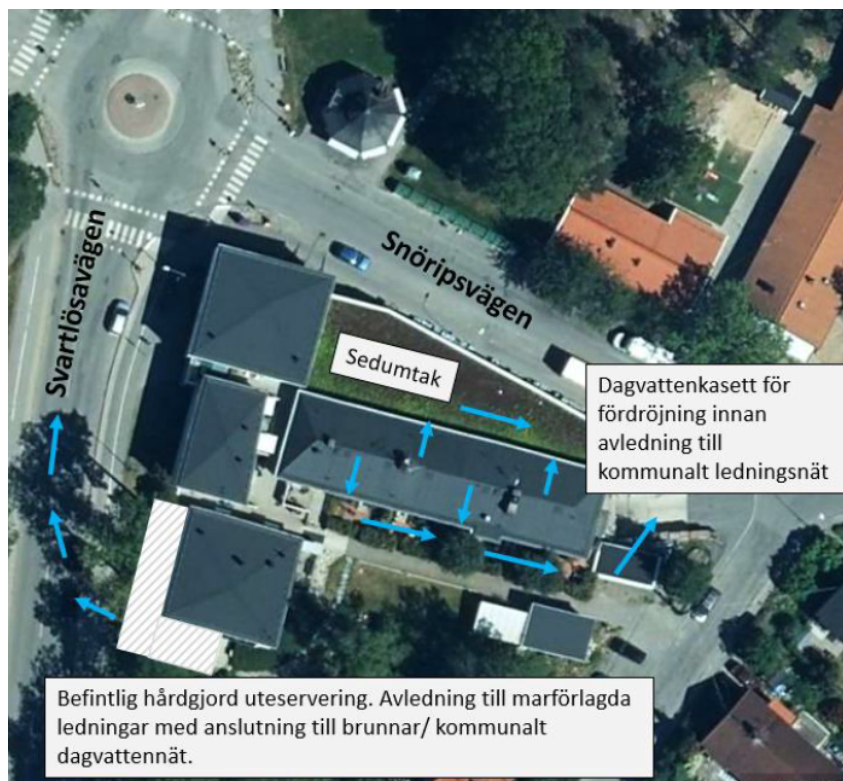 Svartlösavägen
Snöripsvägen
Sedumtak
Dagvattenkasett för
fördröjning innan
avledning till
kommunalt ledningsnät
Befintlig hårdgjord uteservering. Avledning till marförlagda
ledningar med anslutning till brunnar/ kommunalt
dagvattennät.